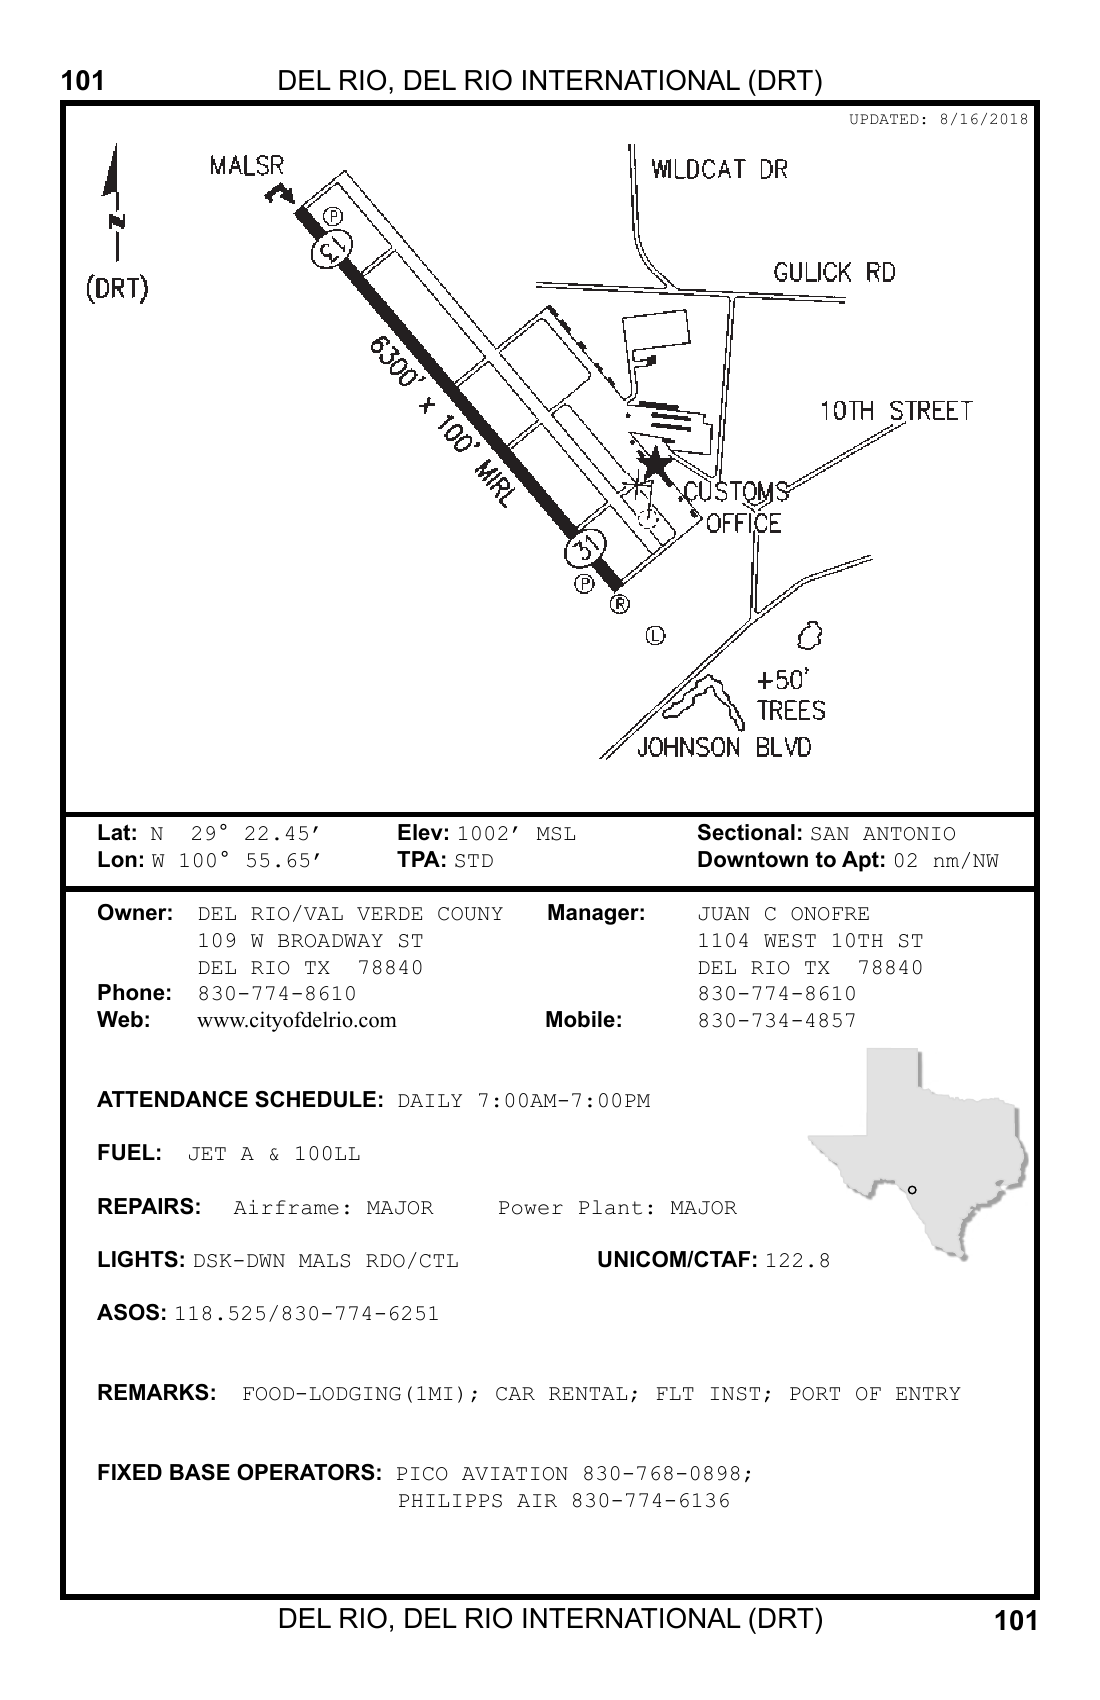 101 DEL RIO, DEL RIO INTERNATIONAL (DRT)
UPDATED: 8/16/2018
MALSR
WILDCAT DR
P
13
N
GULICK RD
(DRT)
6300' x 100' MIRL
10TH STREET
CUSTOMS
OFFICE
31
P
R
L
+50'
TREES
JOHNSON BLVD
Lat: N 29° 22.45′ Elev: 1002′ MSL Sectional: SAN ANTONIO
Lon: W 100° 55.65′ TPA: STD Downtown to Apt: 02 nm/NW
Owner: DEL RIO/VAL VERDE COUNY Manager: JUAN C ONOFRE
109 W BROADWAY ST 1104 WEST 10TH ST
DEL RIO TX 78840 DEL RIO TX 78840
Phone: 830-774-8610 830-774-8610
Web: www.cityofdelrio.com Mobile: 830-734-4857
ATTENDANCE SCHEDULE: DAILY 7:00AM-7:00PM
FUEL: JET A & 100LL
REPAIRS: Airframe: MAJOR Power Plant: MAJOR
LIGHTS: DSK-DWN MALS RDO/CTL UNICOM/CTAF: 122.8
ASOS: 118.525/830-774-6251
REMARKS: FOOD-LODGING(1MI); CAR RENTAL; FLT INST; PORT OF ENTRY
FIXED BASE OPERATORS: PICO AVIATION 830-768-0898;
PHILIPPS AIR 830-774-6136
DEL RIO, DEL RIO INTERNATIONAL (DRT) 101